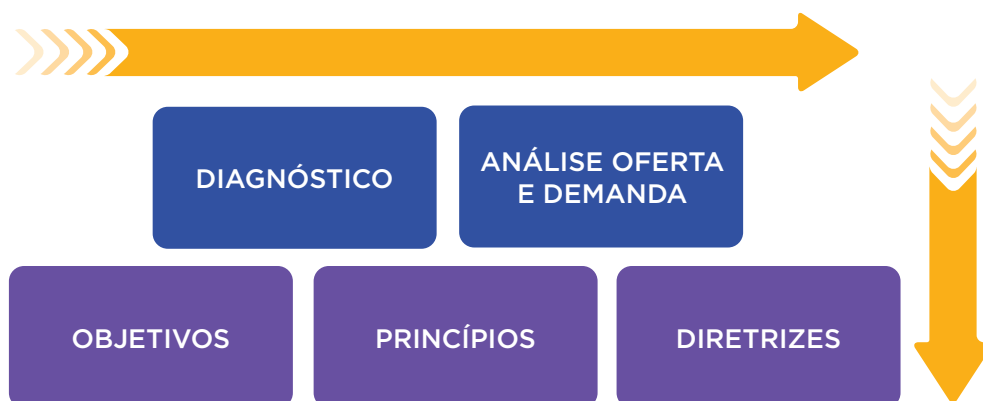 DIAGNÓSTICO
ANÁLISE OFERTA
E DEMANDA
OBJETIVOS
PRINCÍPIOS
DIRETRIZES